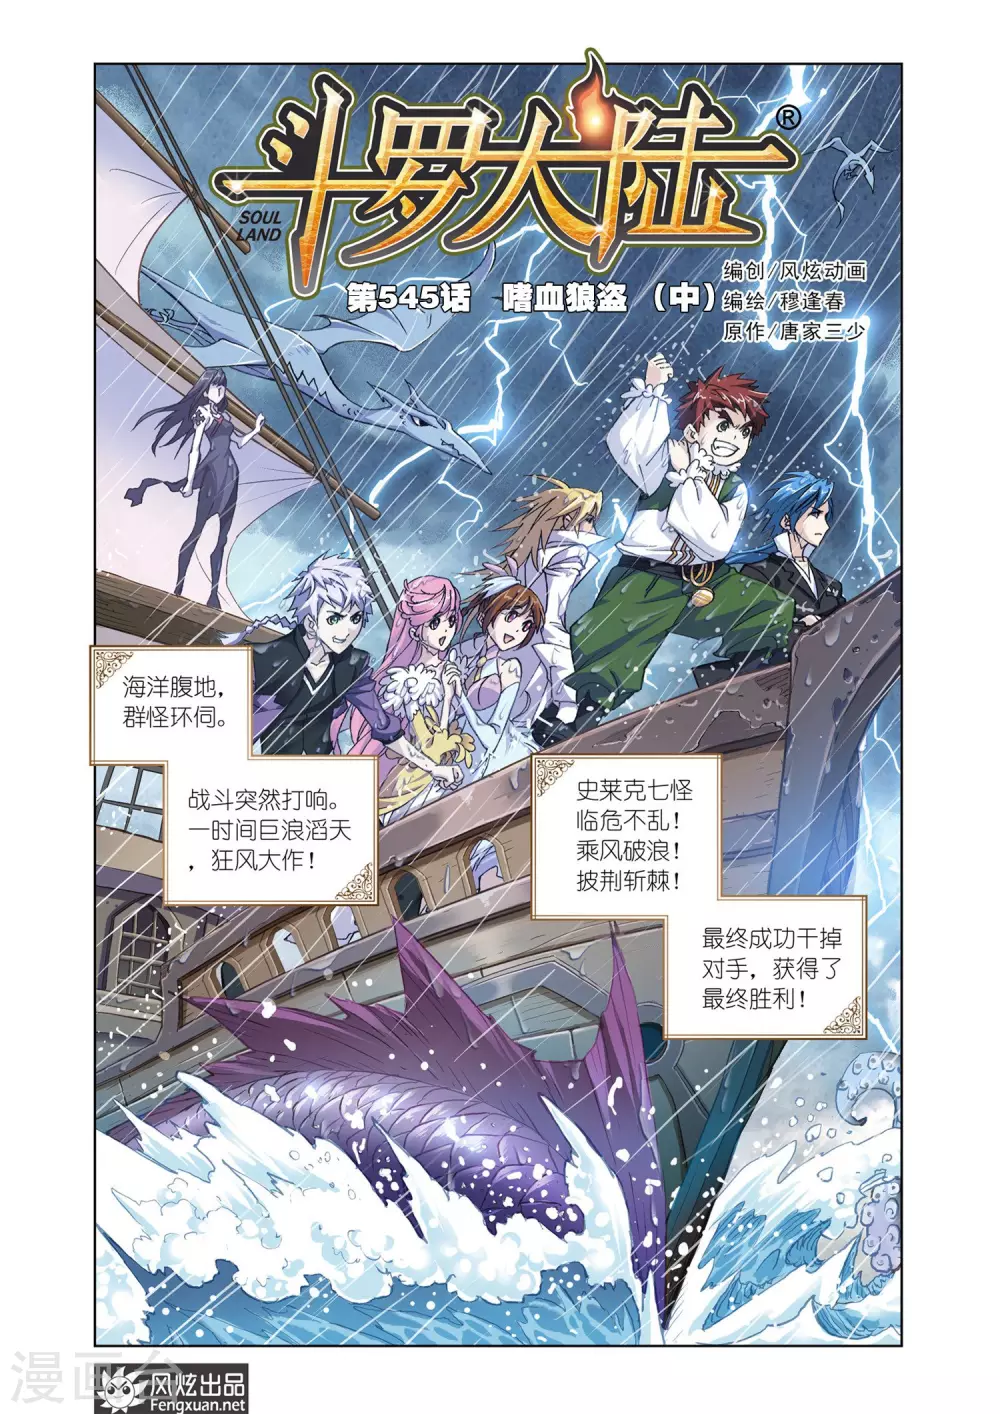 斗罗大陆
®
SOUL
LAND
第545话 嗜血狼盗 （中）
编创/风炫动画
编绘/穆逢春
原作/唐家三少
海洋腹地，
群怪环伺。
战斗突然打响。
一时间巨浪滔天
，狂风大作！
史莱克七怪
临危不乱！
乘风破浪！
披荆斩棘！
最终成功干掉
对手，获得了
最终胜利！
漫画台
风炫出品
Fengxuan.net